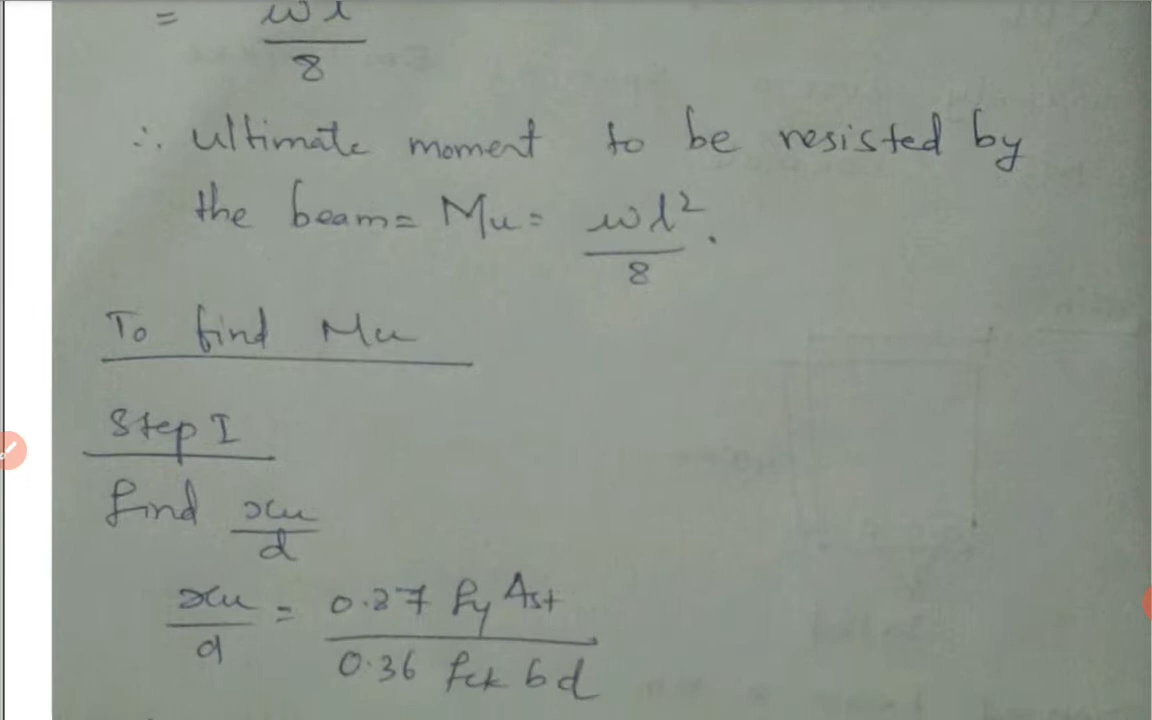 = wl / 8
∴ Ultimate moment to be resisted by
the beam = Mu = wl² / 8.
To find Mu
Step I
Find xu / d
xu / d = 0.87 fy Ast / 0.36 fck bd